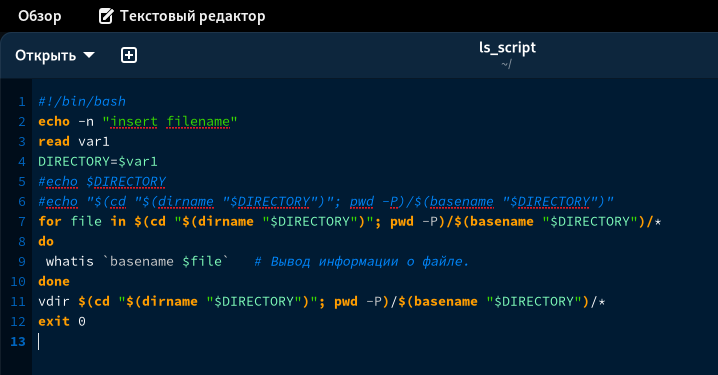 Обзор Текстовый редактор
Открыть ls_script
~/
1 #!/bin/bash
2 echo -n "insert filename"
3 read var1
4 DIRECTORY=$var1
5 #echo $DIRECTORY
6 #echo "$(cd "$(dirname "$DIRECTORY")"; pwd -P)/$(basename "$DIRECTORY")"
7 for file in $(cd "$(dirname "$DIRECTORY")"; pwd -P)/$(basename "$DIRECTORY")/*
8 do
9  whatis `basename $file`   # Вывод информации о файле.
10 done
11 vdir $(cd "$(dirname "$DIRECTORY")"; pwd -P)/$(basename "$DIRECTORY")/*
12 exit 0
13